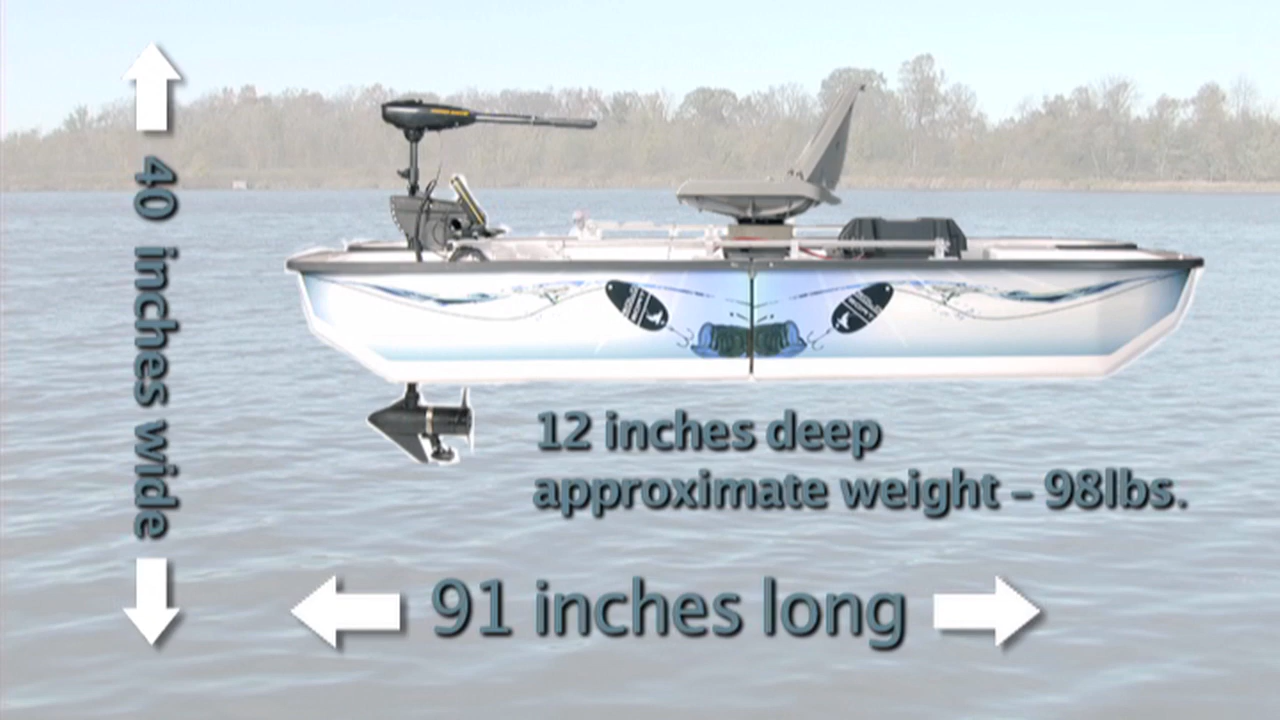 40 inches wide
12 inches deep
approximate weight - 98lbs.
91 inches long